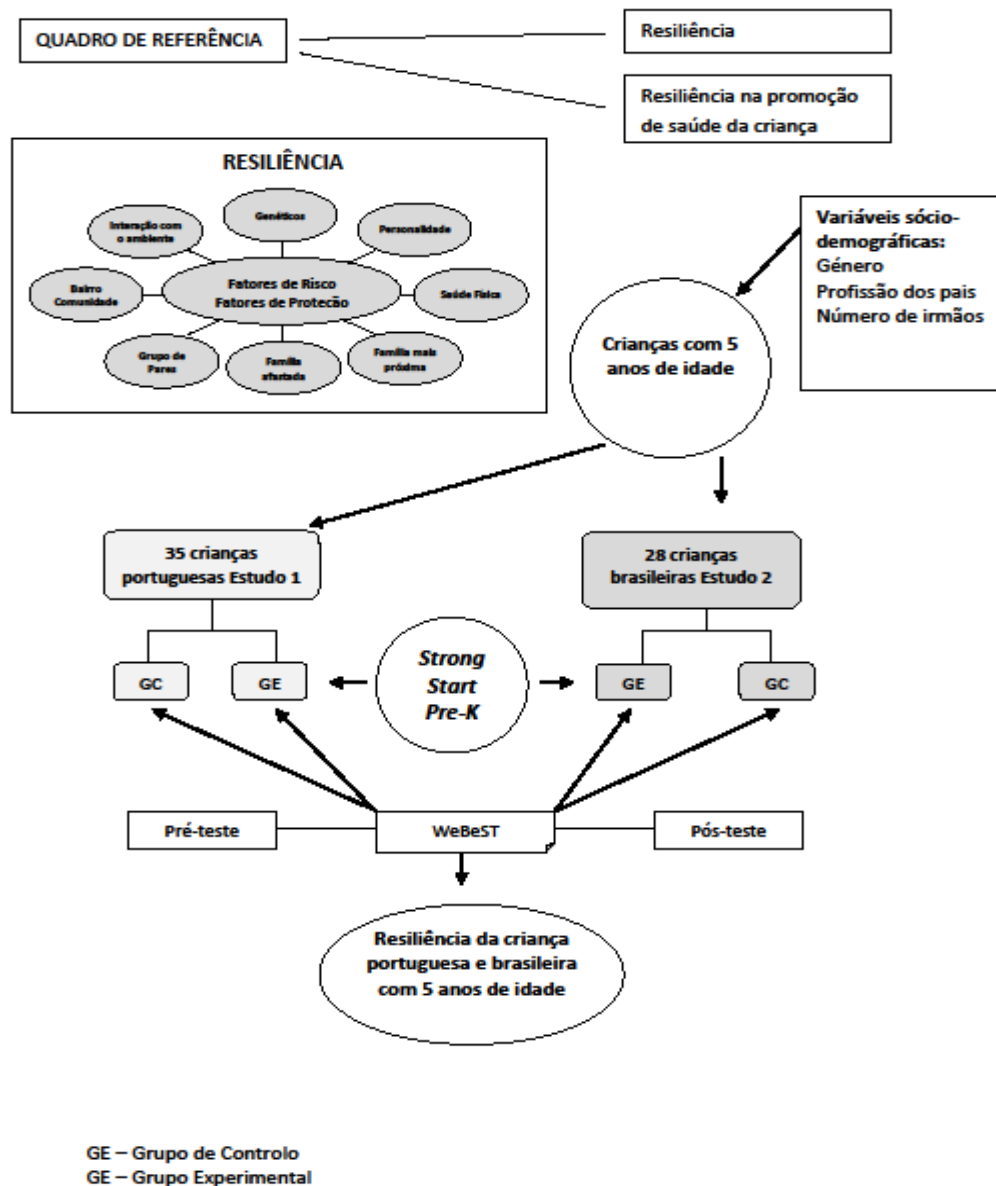 QUADRO DE REFERÊNCIA
Resiliência
Resiliência na promoção
de saúde da criança
RESILIÊNCIA
Genéticos
Interação com
o ambiente
Personalidade
Bairro
Comunidade
Fatores de Risco
Fatores de Protecão
Saúde Física
Grupo de
Pares
Família
afastada
Família mais
próxima
Variáveis sócio-
demográficas:
Género
Profissão dos pais
Número de irmãos
Crianças com 5
anos de idade
35 crianças
portuguesas Estudo 1
28 crianças
brasileiras Estudo 2
GC
GE
Strong
Start
Pre-K
GE
GC
Pré-teste
WeBeST
Pós-teste
Resiliência da criança
portuguesa e brasileira
com 5 anos de idade
GE – Grupo de Controlo
GE – Grupo Experimental